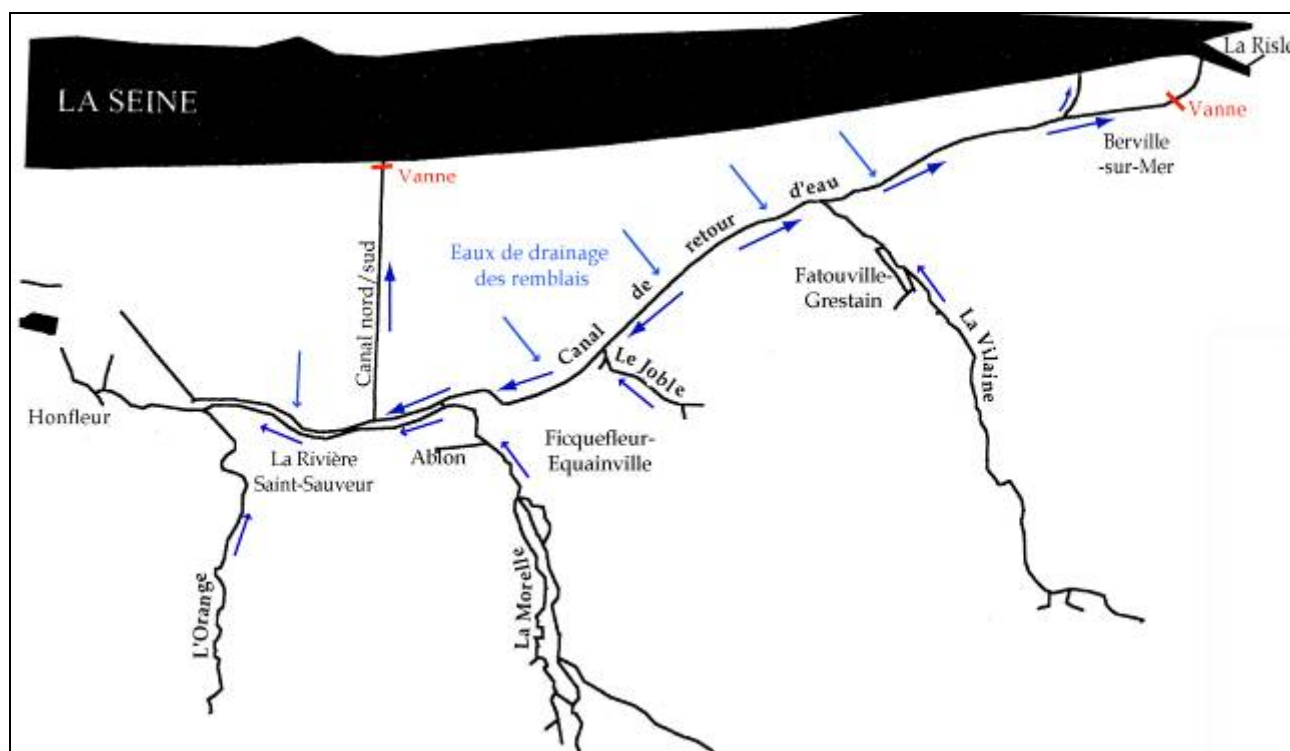 La Risle
LA SEINE
Vanne
Berville
-sur-Mer
Vanne
d'eau
retour
de
Canal
Eaux de drainage
des remblais
Canal nord/sud
Fatouville-
Grestain
La Vilaine
Le Joble
Honfleur
La Rivière
Saint-Sauveur
Ablon
Ficquefleur-
Equainville
L'Orange
La Morelle